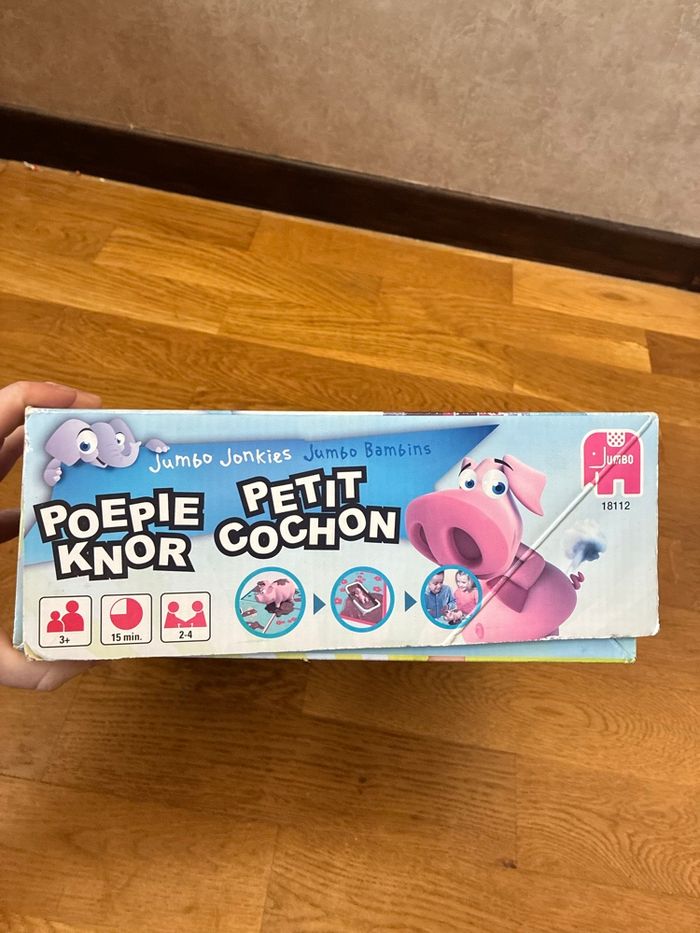 Jumbo Jonkies Jumbo Bambins
POEPIE
KNOR
PETIT
COCHON
JUMBO
18112
3+
15 min.
2-4